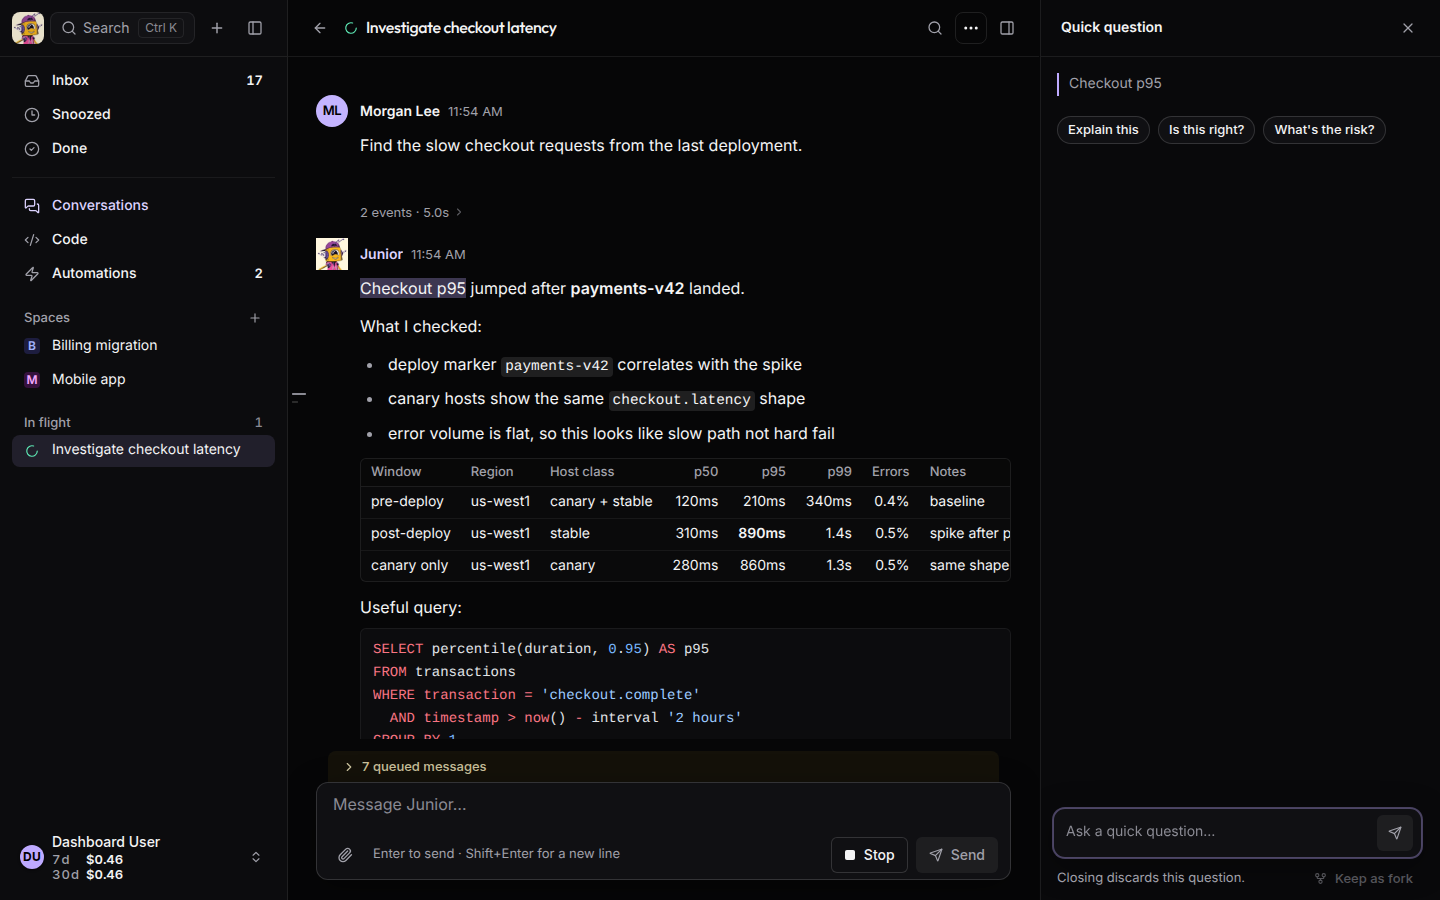 Search Ctrl K
Inbox 17
Snoozed
Done
Conversations
Code
Automations 2
Spaces
B Billing migration
M Mobile app
In flight 1
Investigate checkout latency
DU Dashboard User
7d $0.46
30d $0.46
Investigate checkout latency
ML Morgan Lee 11:54 AM
Find the slow checkout requests from the last deployment.
2 events · 5.0s
Junior 11:54 AM
Checkout p95 jumped after payments-v42 landed.
What I checked:
• deploy marker payments-v42 correlates with the spike
• canary hosts show the same checkout.latency shape
• error volume is flat, so this looks like slow path not hard fail
Window Region Host class p50 p95 p99 Errors Notes
pre-deploy us-west1 canary + stable 120ms 210ms 340ms 0.4% baseline
post-deploy us-west1 stable 310ms 890ms 1.4s 0.5% spike after p
canary only us-west1 canary 280ms 860ms 1.3s 0.5% same shape
Useful query:
SELECT percentile(duration, 0.95) AS p95
FROM transactions
WHERE transaction = 'checkout.complete'
AND timestamp > now() - interval '2 hours'
GROUP BY 1
7 queued messages
Message Junior...
Enter to send · Shift+Enter for a new line
Stop
Send
Quick question
Checkout p95
Explain this
Is this right?
What's the risk?
Ask a quick question...
Closing discards this question.
Keep as fork